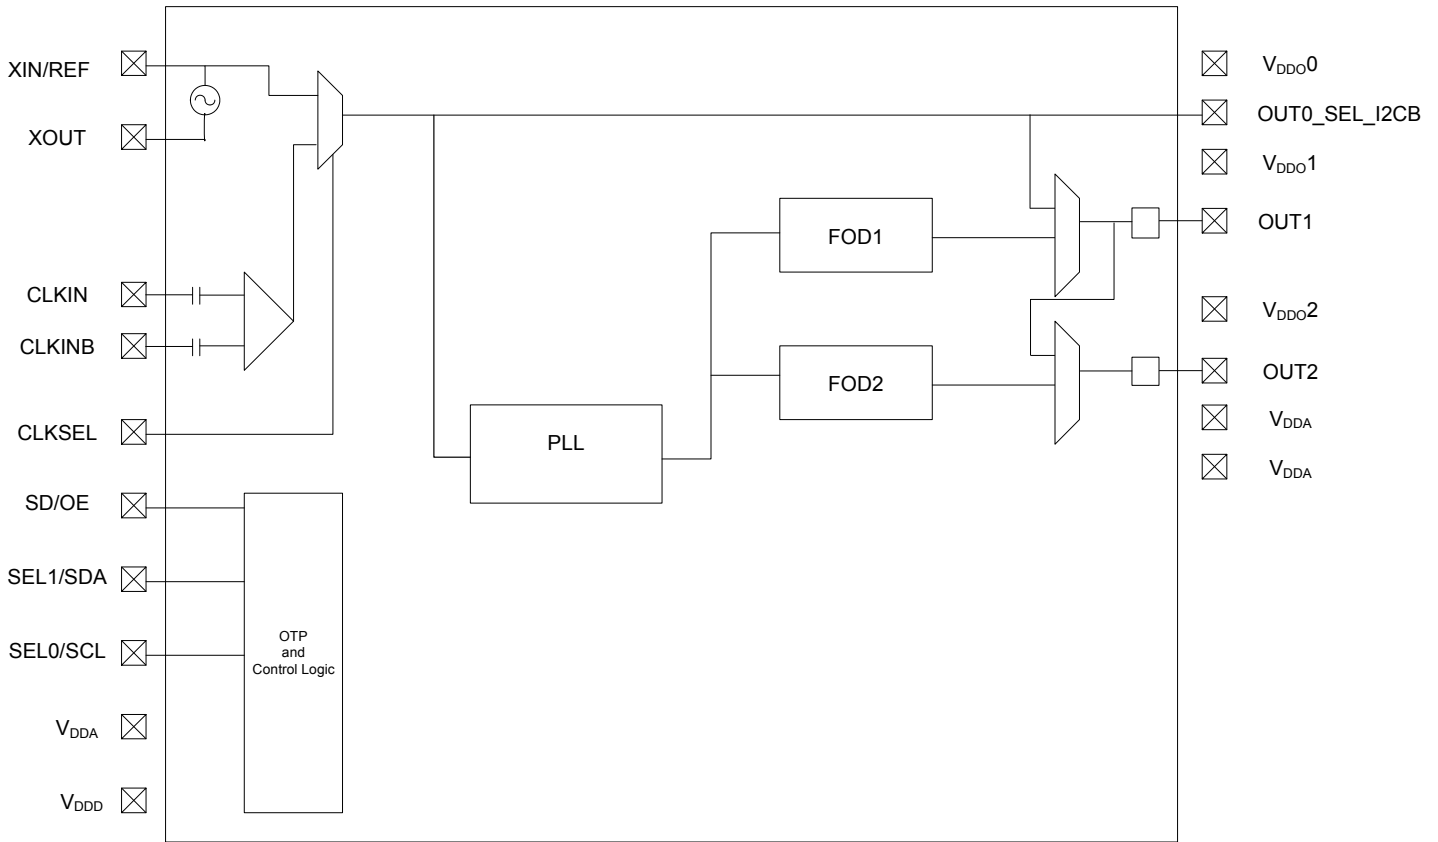 XIN/REF
XOUT
CLKIN
CLKINB
CLKSEL
SD/OE
SEL1/SDA
SEL0/SCL
VDDA
VDDD
OTP
and
Control Logic
PLL
FOD1
FOD2
VDDO0
OUT0_SEL_I2CB
VDDO1
OUT1
VDDO2
OUT2
VDDA
VDDA